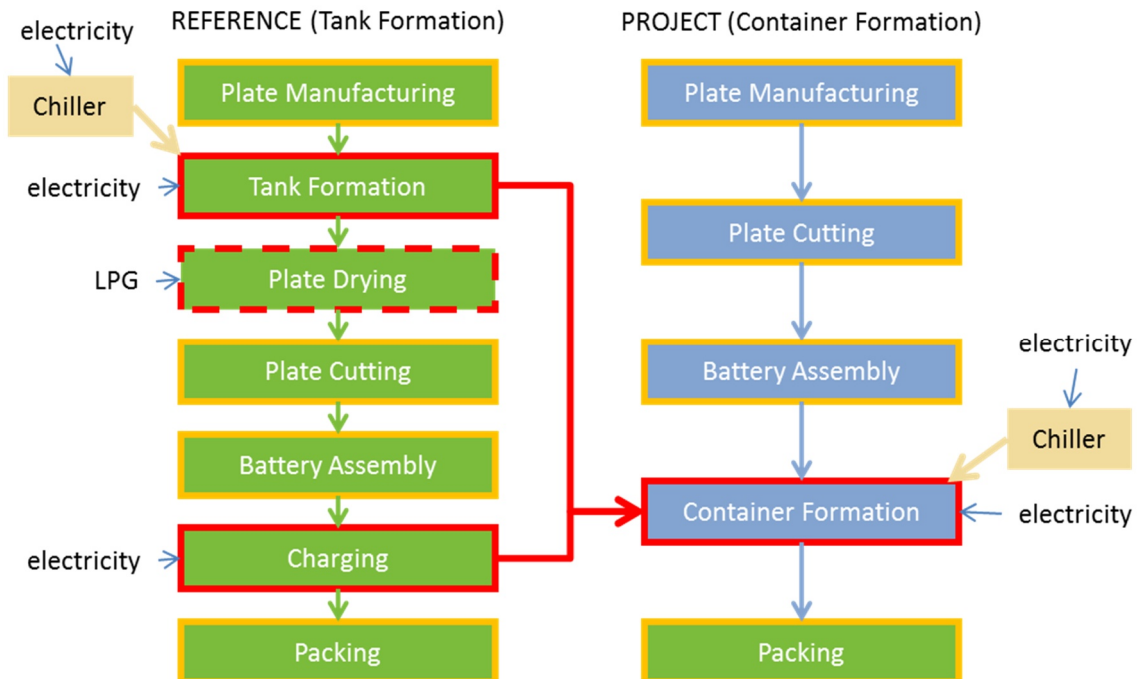 REFERENCE (Tank Formation)
electricity
Chiller
Plate Manufacturing
electricity
Tank Formation
LPG
Plate Drying
Plate Cutting
Battery Assembly
electricity
Charging
Packing
PROJECT (Container Formation)
Plate Manufacturing
Plate Cutting
Battery Assembly
electricity
Chiller
Container Formation
electricity
Packing